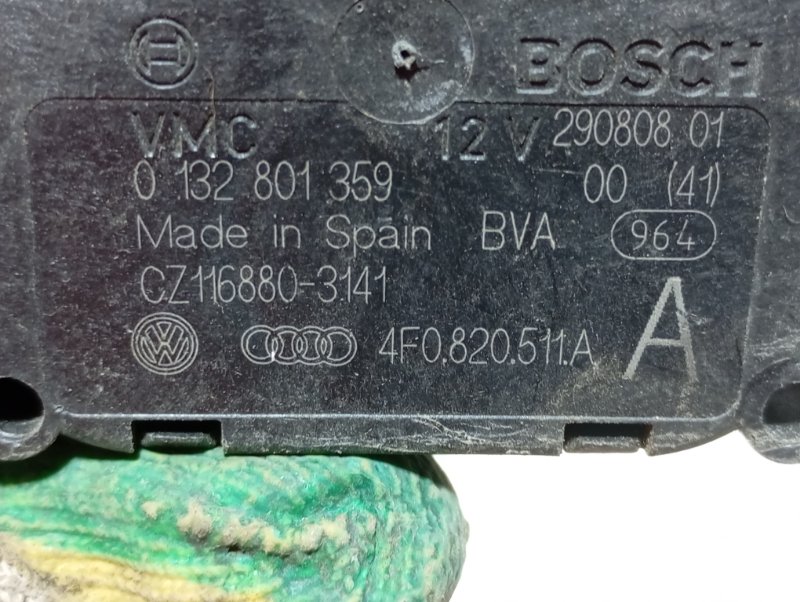 BOSCH
VMC 12 V 290808 01
0 132 801 359 00 (41)
Made in Spain BVA 964
CZ116880-3141 A
4F0.820.511.A